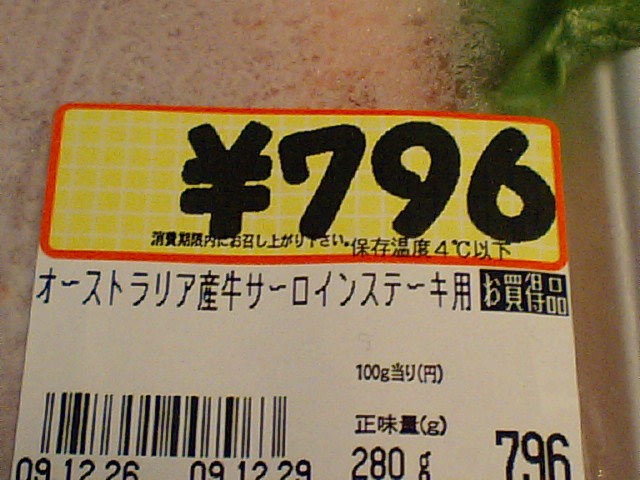 ¥796
消費期限内にお召し上がり下さい。保存温度4℃以下
オーストラリア産牛サーロインステーキ用 お買得品
100g当り(円)
正味量(g)
09.12.26 09.12.29 280g 796